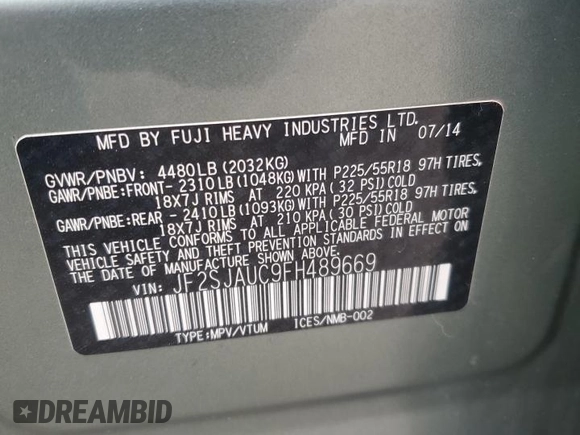 MFD BY FUJI HEAVY INDUSTRIES LTD.
MFD IN 07/14
GVWR/PNBV: 4480LB(2032KG)
GAWR/PNBE:FRONT- 2310LB(1048KG)WITH P225/55R18 97H TIRES,
18X7J RIMS AT 220 KPA( 32 PSI)COLD
GAWR/PNBE:REAR - 2410LB(1093KG)WITH P225/55R18 97H TIRES,
18X7J RIMS AT 210 KPA( 30 PSI)COLD
THIS VEHICLE CONFORMS TO ALL APPLICABLE FEDERAL MOTOR
VEHICLE SAFETY AND THEFT PREVENTION STANDARDS IN
EFFECT ON THE DATE OF MANUFACTURE SHOWN ABOVE.
VIN: JF2SJAUC9FH489669
TYPE:MPV/VTUM ICES/NMB-002
DREAMBID